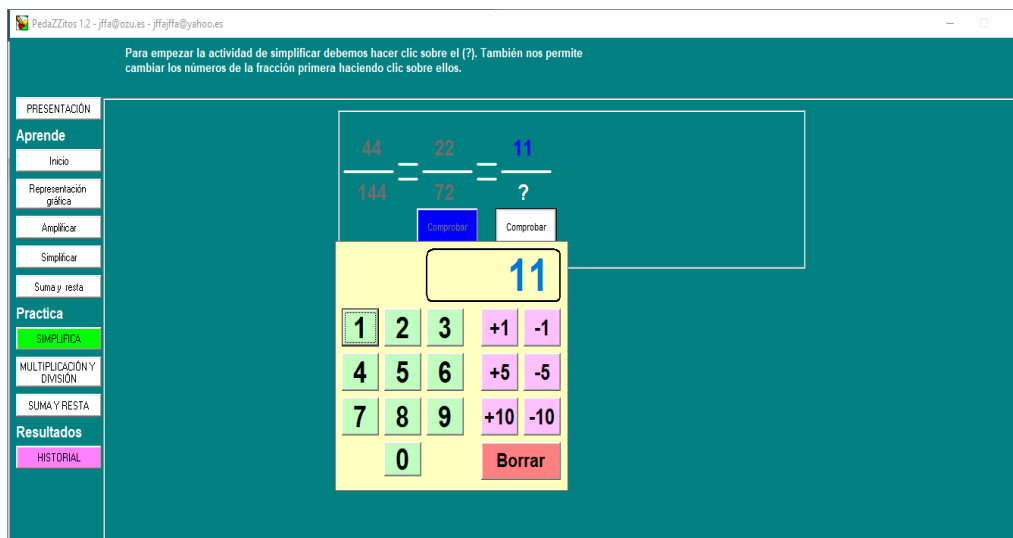 PedaZZitos 1.2 - jffa@ozu.es - jffajffa@yahoo.es
Para empezar la actividad de simplificar debemos hacer clic sobre el (?). También nos permite
cambiar los números de la fracción primera haciendo clic sobre ellos.
PRESENTACIÓN
Aprende
Inicio
Representación
gráfica
Amplificar
Simplificar
Suma y resta
Practica
SIMPLIFICA
MULTIPLICACIÓN Y
DIVISIÓN
SUMA Y RESTA
Resultados
HISTORIAL
44 = 22 = 11
144 72 ?
Comprobar Comprobar
11
1 2 3 +1 -1
4 5 6 +5 -5
7 8 9 +10 -10
0 Borrar